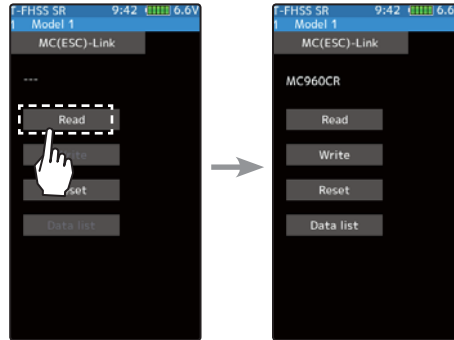 T-FHSS SR 9:42 6.6V
1 Model 1
MC(ESC)-Link
---
Read
Reset
Data list
T-FHSS SR 9:42 6.6
1 Model 1
MC(ESC)-Link
MC960CR
Read
Write
Reset
Data list